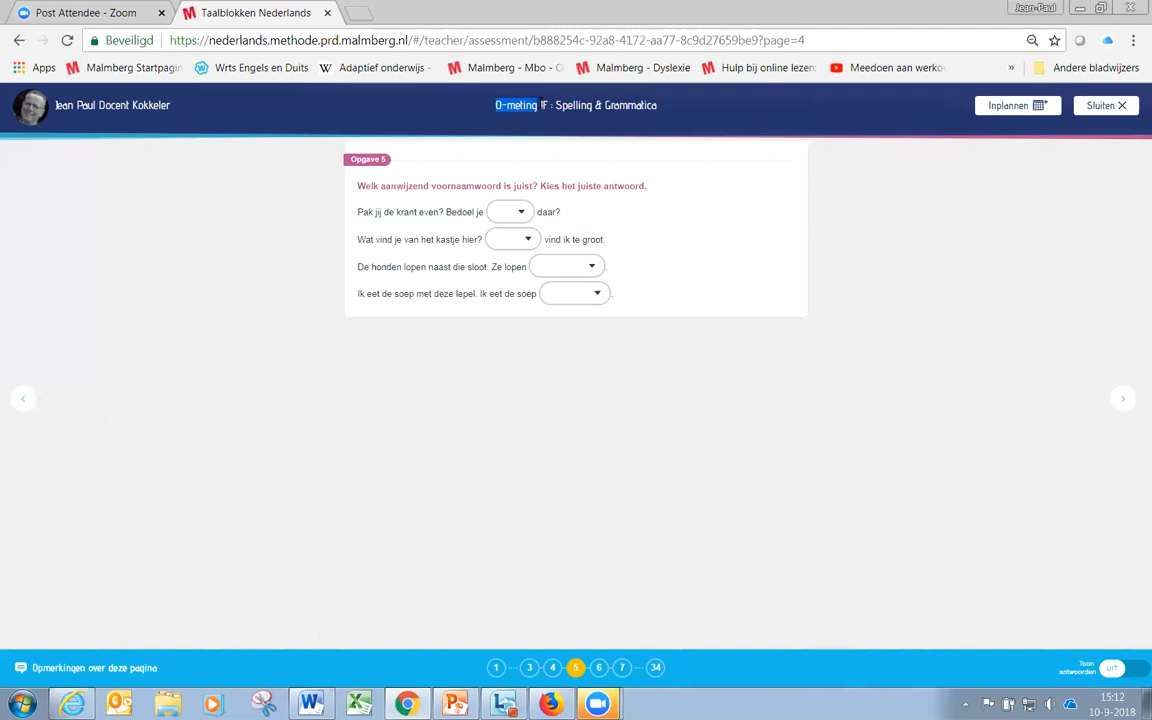 Post Attendee - Zoom
Taalblokken Nederlands
Jean-Paul
Beveiligd
https://nederlands.methode.prd.malmberg.nl/#/teacher/assessment/b888254c-92a8-4172-aa77-8c9d27659be9?page=4
Apps
Malmberg Startpagin
Wrts Engels en Duits
Adaptief onderwijs -
Malmberg - Mbo - O
Malmberg - Dyslexie
Hulp bij online lezen:
Meedoen aan werkov
»
Andere bladwijzers
Jean Paul Docent Kokkeler
0-meting 1F : Spelling & Grammatica
Inplannen
Sluiten X
Opgave 5
Welk aanwijzend voornaamwoord is juist? Kies het juiste antwoord.
Pak jij de krant even? Bedoel je daar?
Wat vind je van het kastje hier? vind ik te groot.
De honden lopen naast die sloot. Ze lopen .
Ik eet de soep met deze lepel. Ik eet de soep .
Opmerkingen over deze pagina
1 ... 3 4 5 6 7 ... 34
Toon antwoorden
UIT
15:12
10-9-2018